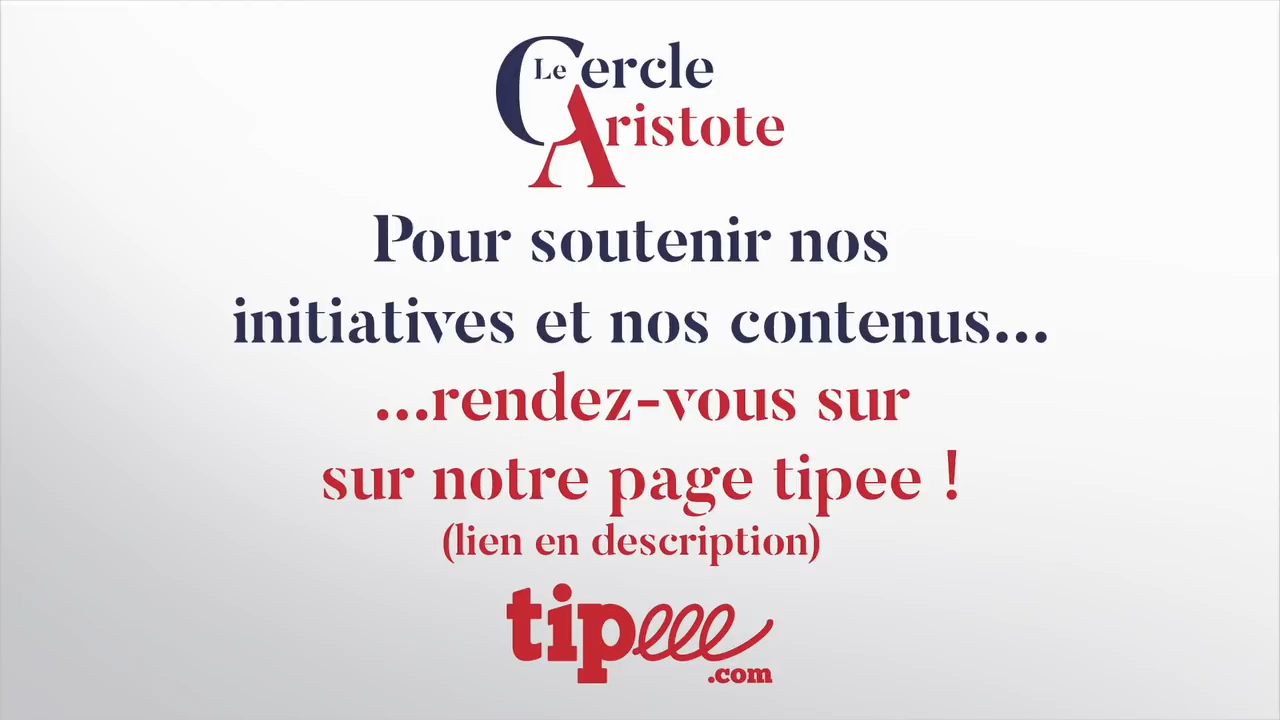 Le Cercle
Aristote
Pour soutenir nos
initiatives et nos contenus...
...rendez-vous sur
sur notre page tipee !
(lien en description)
tipeee
.com